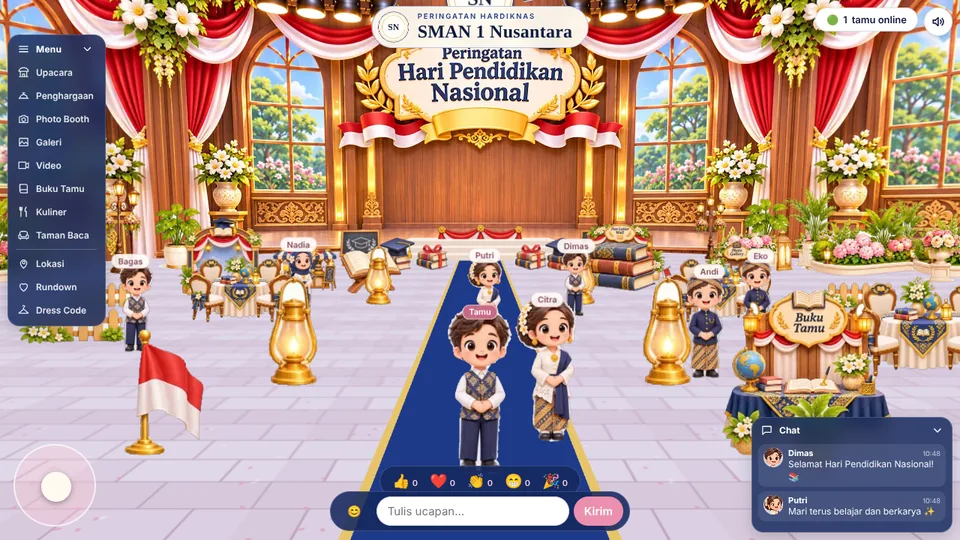 SN
SN
PERINGATAN HARDIKNAS
SMAN 1 Nusantara
1 tamu online
Peringatan
Hari Pendidikan
Nasional
Menu
Upacara
Penghargaan
Photo Booth
Galeri
Video
Buku Tamu
Kuliner
Taman Baca
Lokasi
Rundown
Dress Code
Bagas
Nadia
Putri
Dimas
Andi
Eko
Citra
Tamu
Buku
Tamu
👍 0 ❤️ 0 👏 0 😁 0 🎉 0
😊 Tulis ucapan... Kirim
Chat
Dimas 10:48
Selamat Hari Pendidikan Nasional!
📚
Putri 10:48
Mari terus belajar dan berkarya ✨